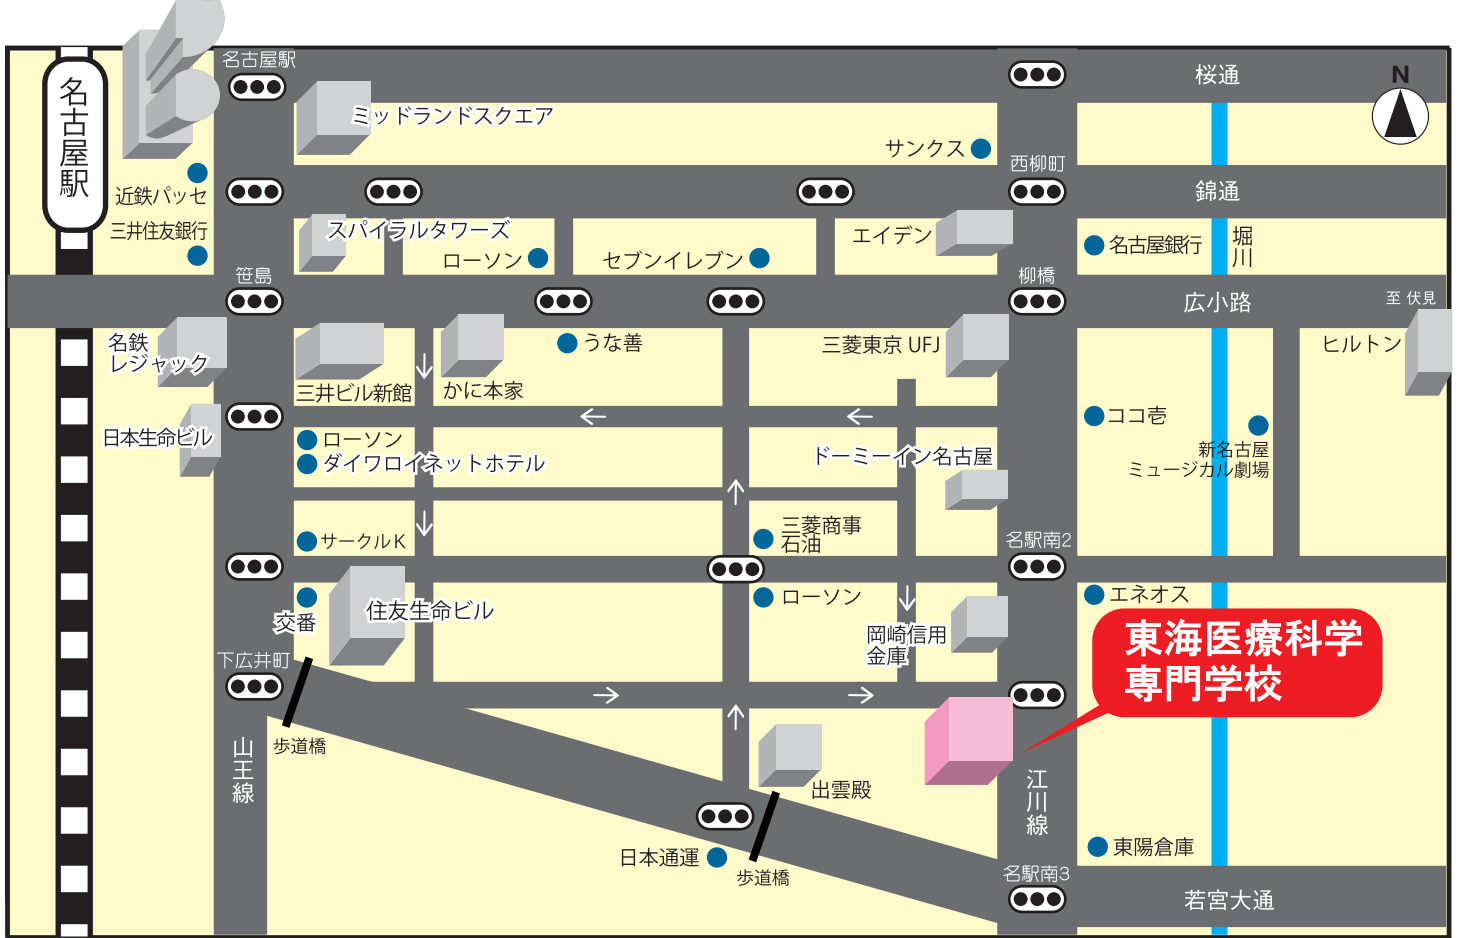 名古屋駅
桜通
N
名古屋駅
ミッドランドスクエア
サンクス
西柳町
近鉄パッセ
錦通
三井住友銀行
スパイラルタワーズ
ローソン
セブンイレブン
エイデン
名古屋銀行
堀川
笹島
柳橋
広小路
至 伏見
名鉄
レジャック
三井ビル新館
かに本家
うな善
三菱東京 UFJ
ヒルトン
日本生命ビル
ローソン
ダイワロイネットホテル
ドーミーイン名古屋
ココ壱
新名古屋
ミュージカル劇場
サークルK
三菱商事
石油
名駅南2
交番
住友生命ビル
ローソン
エネオス
岡崎信用
金庫
東海医療科学
専門学校
下広井町
山王線
歩道橋
出雲殿
江川線
日本通運
歩道橋
東陽倉庫
名駅南3
若宮大通